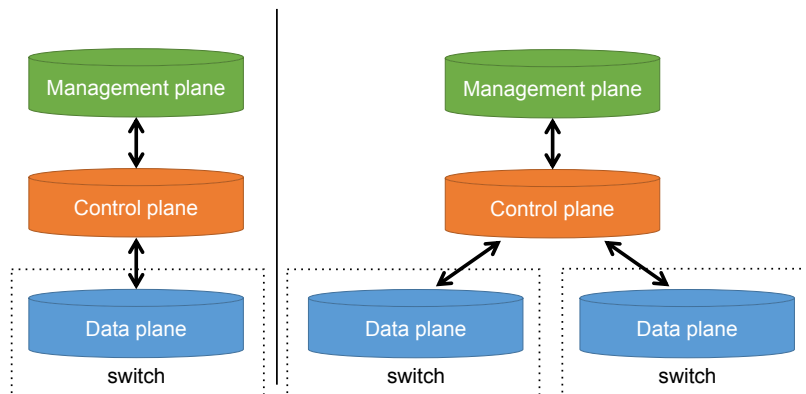 Management plane
Control plane
Data plane
switch
Management plane
Control plane
Data plane
switch
Data plane
switch